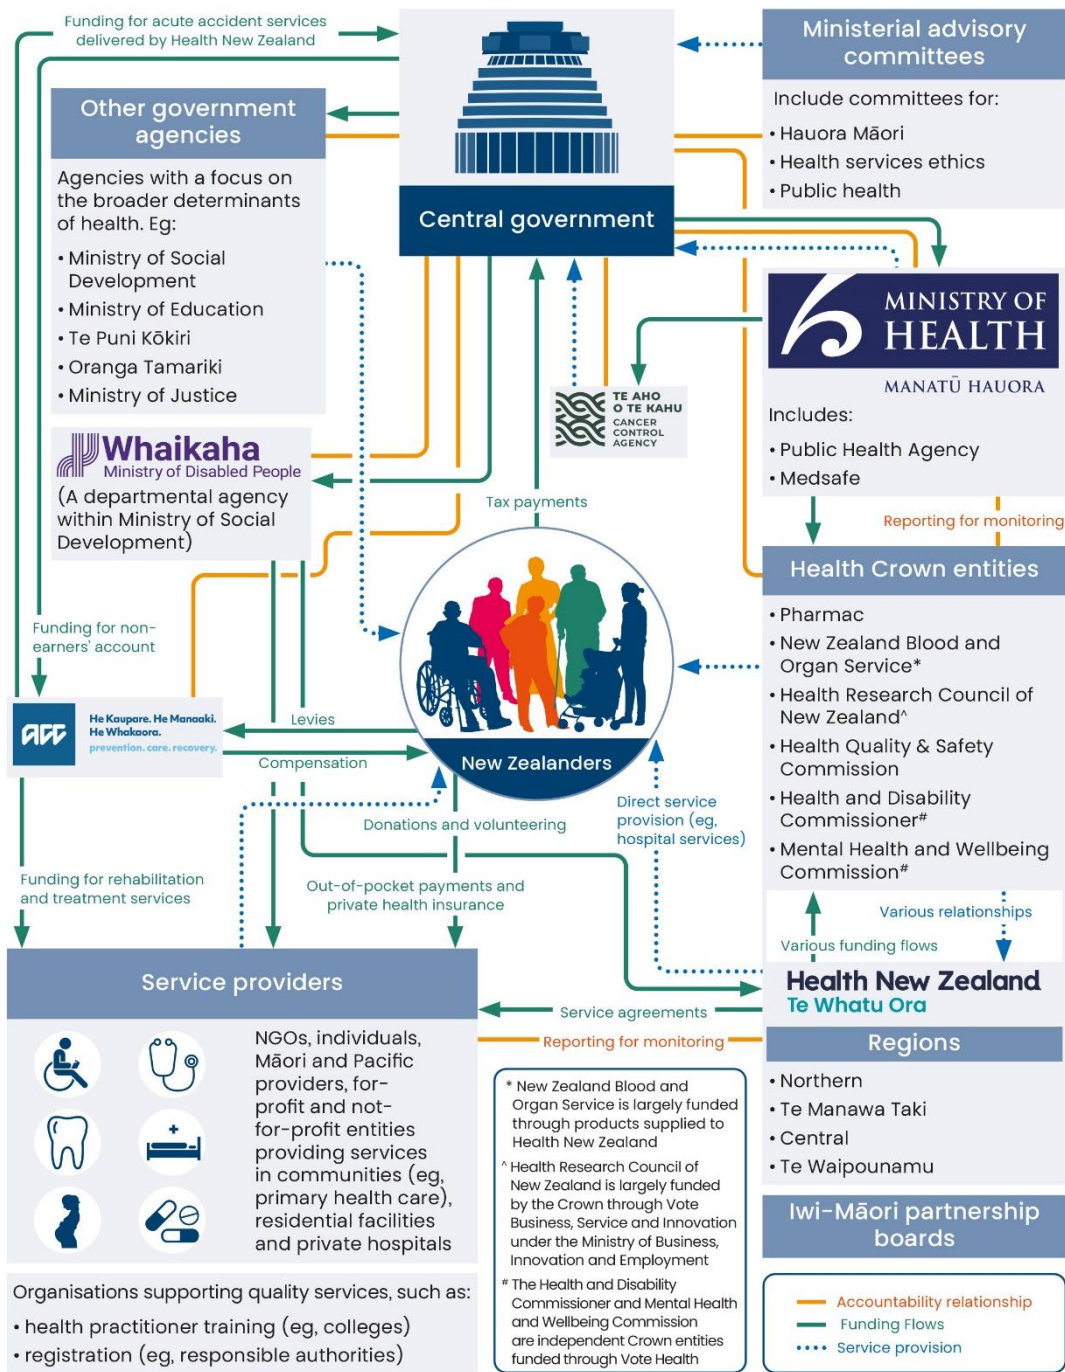 Funding for acute accident services
delivered by Health New Zealand
Ministerial advisory
committees
Include committees for:
• Hauora Māori
• Health services ethics
• Public health
Other government
agencies
Agencies with a focus on
the broader determinants
of health. Eg:
• Ministry of Social
Development
• Ministry of Education
• Te Puni Kōkiri
• Oranga Tamariki
• Ministry of Justice
Central government
MINISTRY OF
HEALTH
MANATŪ HAUORA
Includes:
• Public Health Agency
• Medsafe
TE AHO
O TE KAHU
CANCER
CONTROL
AGENCY
Whaikaha
Ministry of Disabled People
(A departmental agency
within Ministry of Social
Development)
Tax payments
Reporting for monitoring
Health Crown entities
• Pharmac
• New Zealand Blood and
Organ Service*
• Health Research Council of
New Zealand^
• Health Quality & Safety
Commission
• Health and Disability
Commissioner#
• Mental Health and Wellbeing
Commission#
Funding for non-
earners' account
acc
He Kaupare. He Manaaki.
He Whakaora.
prevention. care. recovery.
Levies
Compensation
New Zealanders
Donations and volunteering
Direct service
provision (eg,
hospital services)
Funding for rehabilitation
and treatment services
Out-of-pocket payments and
private health insurance
Various relationships
Various funding flows
Health New Zealand
Te Whatu Ora
Service agreements
Reporting for monitoring
Regions
• Northern
• Te Manawa Taki
• Central
• Te Waipounamu
Iwi-Māori partnership
boards
Service providers
NGOs, individuals,
Māori and Pacific
providers, for-
profit and not-
for-profit entities
providing services
in communities (eg,
primary health care),
residential facilities
and private hospitals
Organisations supporting quality services, such as:
• health practitioner training (eg, colleges)
• registration (eg, responsible authorities)
* New Zealand Blood and
Organ Service is largely funded
through products supplied to
Health New Zealand
^ Health Research Council of
New Zealand is largely funded
by the Crown through Vote
Business, Service and Innovation
under the Ministry of Business,
Innovation and Employment
# The Health and Disability
Commissioner and Mental Health
and Wellbeing Commission
are independent Crown entities
funded through Vote Health
Accountability relationship
Funding Flows
Service provision